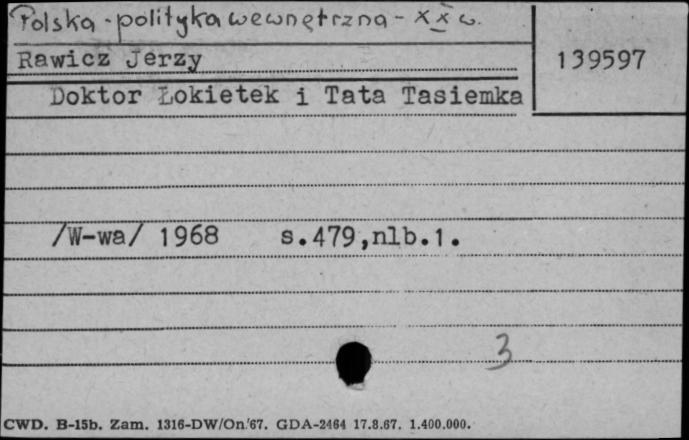 Polska - polityka wewnętrzna - XX w.
Rawicz Jerzy
139597
Doktor Łokietek i Tata Tasiemka
/W-wa/ 1968 s.479,nlb.1.
3
CWD. B-15b. Zam. 1316-DW/On.'67. GDA-2464 17.8.67. 1.400.000.